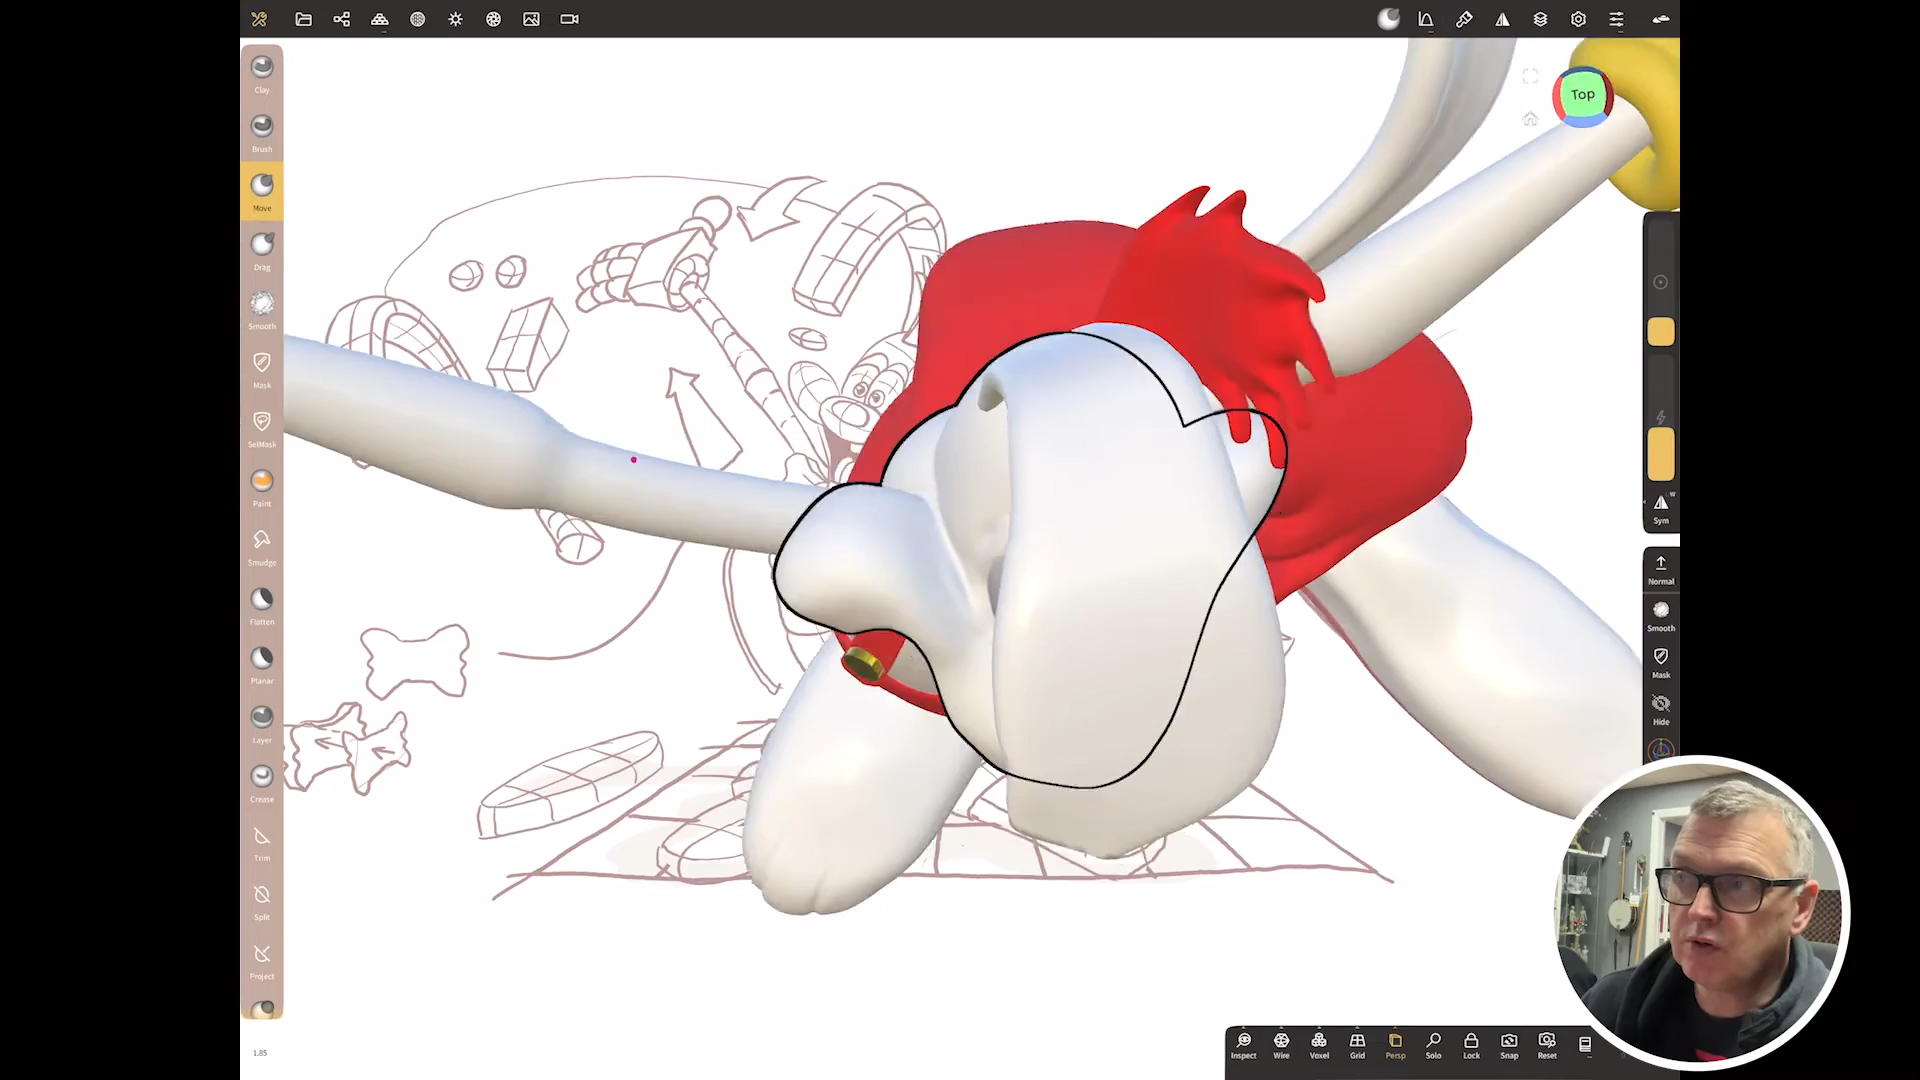 Clay
Brush
Move
Drag
Smooth
Mask
SelMask
Paint
Smudge
Flatten
Planar
Layer
Crease
Trim
Split
Project
1.85
Top
Sym
Normal
Smooth
Mask
Hide
Inspect
Wire
Voxel
Grid
Persp
Solo
Lock
Snap
Reset